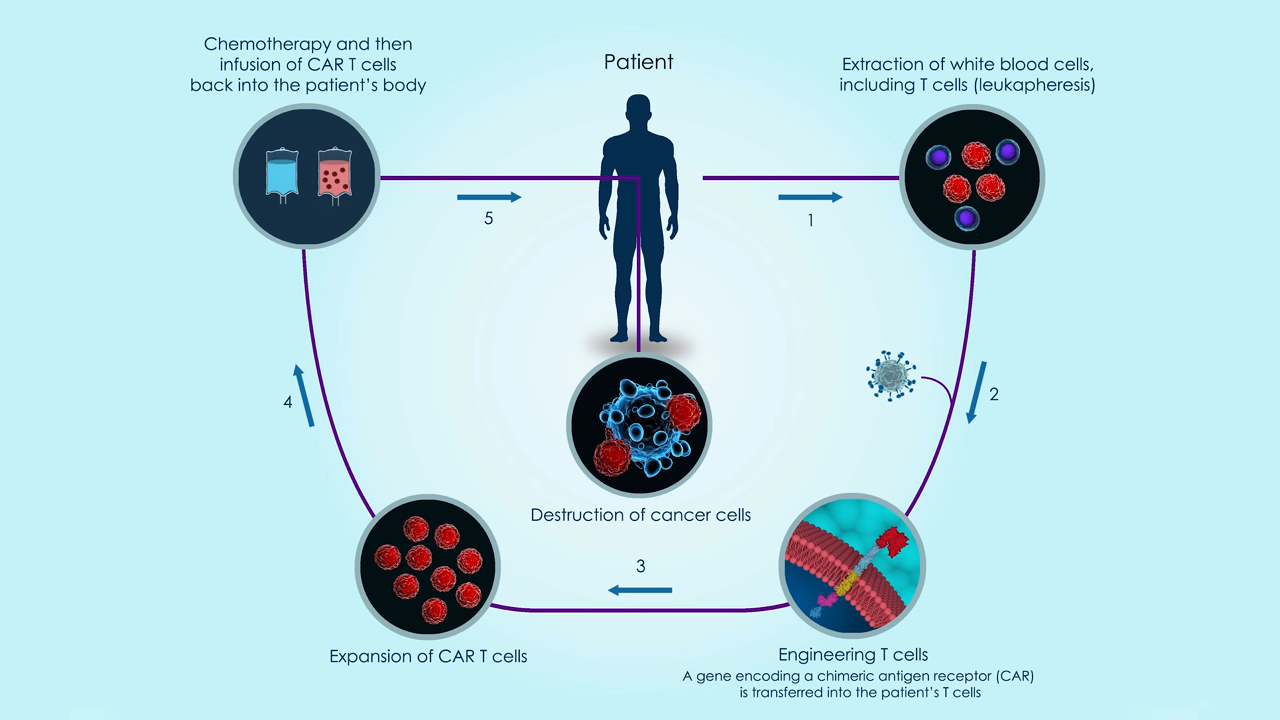 Patient
Extraction of white blood cells,
including T cells (leukapheresis)
1
2
Engineering T cells
A gene encoding a chimeric antigen receptor (CAR)
is transferred into the patient's T cells
3
Expansion of CAR T cells
4
Chemotherapy and then
infusion of CAR T cells
back into the patient's body
5
Destruction of cancer cells